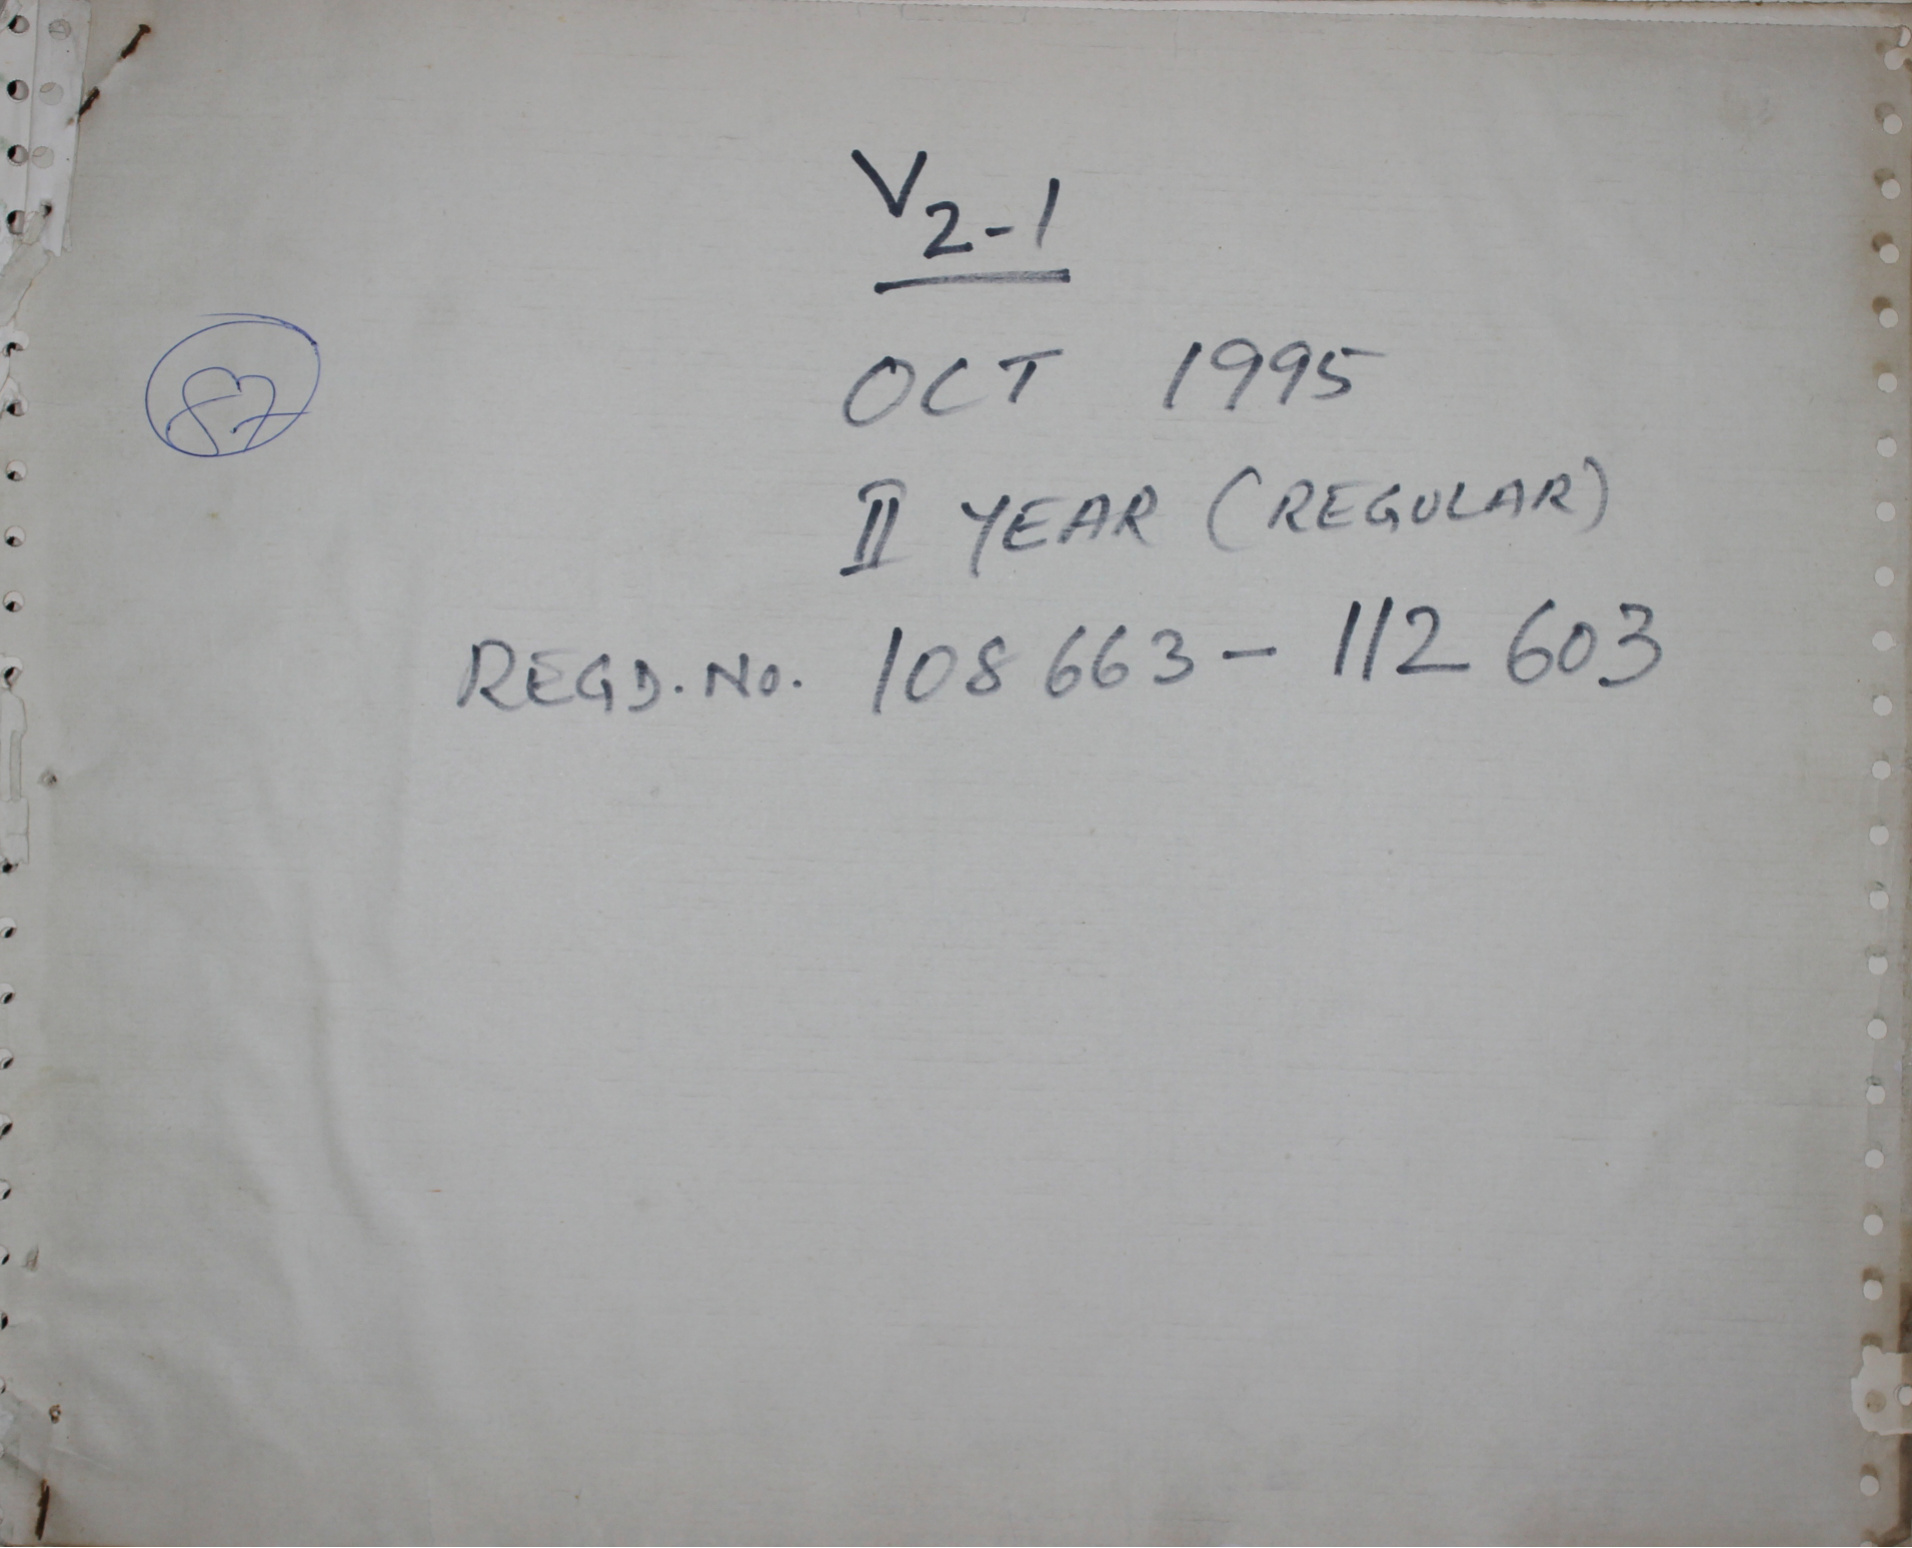 V2-1
87
OCT 1995
II YEAR (REGULAR)
REGD. No. 108663 - 112603